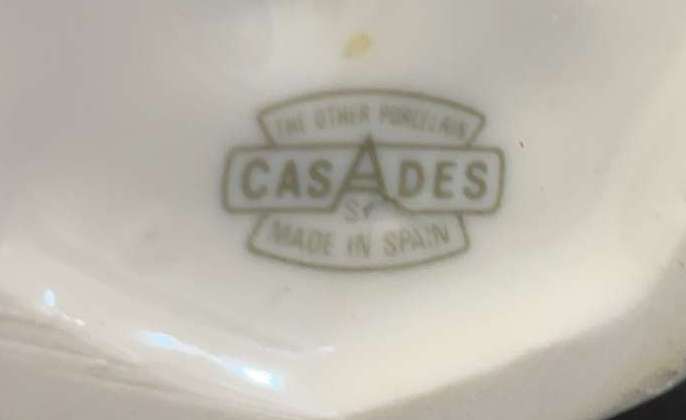 THE OTHER PORCELAIN
CASADES
MADE IN SPAIN